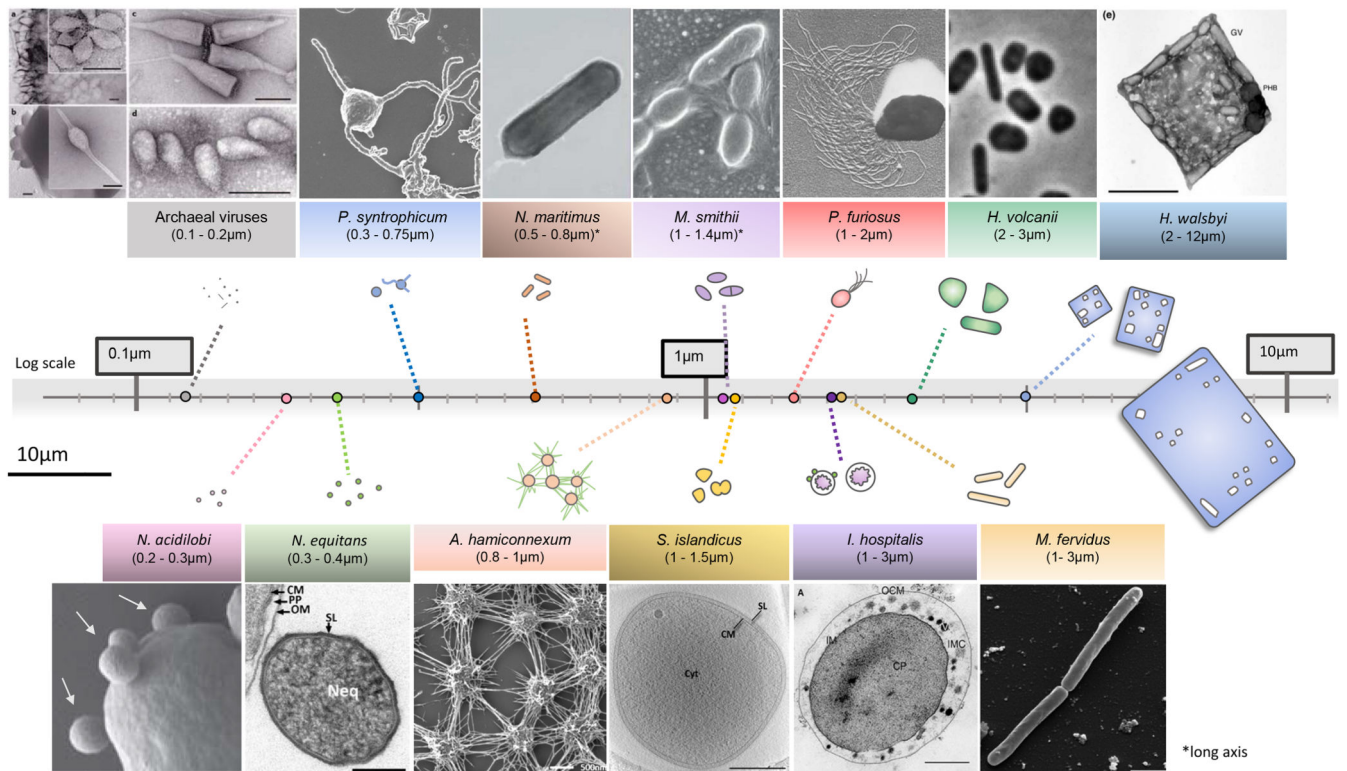 a
c
(e)
GV
PHB
b
d
Archaeal viruses
(0.1 - 0.2µm)
P. syntrophicum
(0.3 - 0.75µm)
N. maritimus
(0.5 - 0.8µm)*
M. smithii
(1 - 1.4µm)*
P. furiosus
(1 - 2µm)
H. volcanii
(2 - 3µm)
H. walsbyi
(2 - 12µm)
Log scale
0.1µm
1µm
10µm
10µm
N. acidilobi
(0.2 - 0.3µm)
N. equitans
(0.3 - 0.4µm)
A. hamiconnexum
(0.8 - 1µm)
S. islandicus
(1 - 1.5µm)
I. hospitalis
(1 - 3µm)
M. fervidus
(1- 3µm)
CM
PP
OM
SL
Neq
500nm
SL
CM
Cyt
A
OCM
V
IM
IMC
CP
*long axis